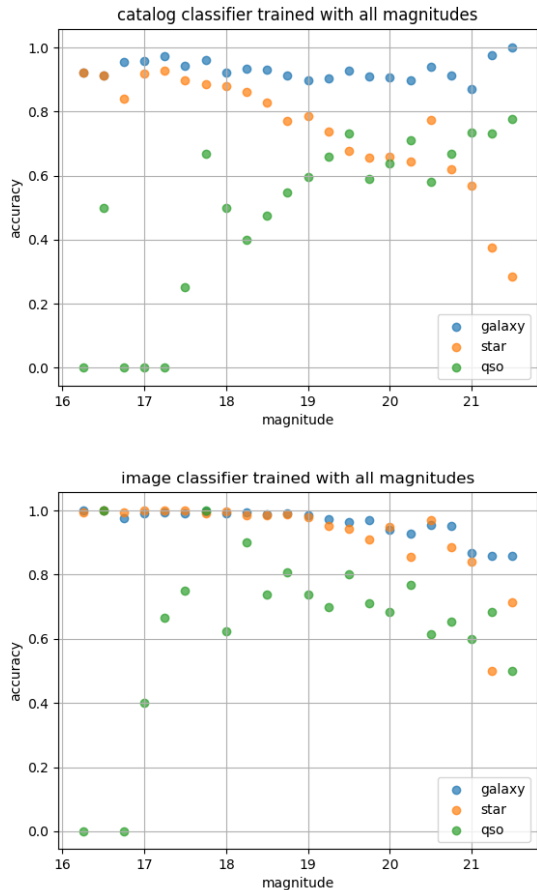 catalog classifier trained with all magnitudes
1.0
0.8
0.6
0.4
0.2
0.0
accuracy
galaxy
star
qso
16 17 18 19 20 21
magnitude
image classifier trained with all magnitudes
1.0
0.8
0.6
0.4
0.2
0.0
accuracy
galaxy
star
qso
16 17 18 19 20 21
magnitude